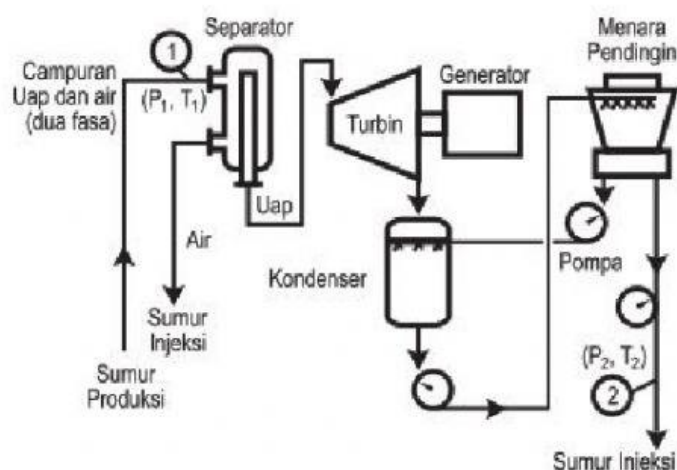 Separator
1
Campuran
Uap dan air
(dua fasa)
(P₁, T₁)
Turbin
Generator
Menara
Pendingin
Uap
Air
Kondenser
Pompa
Sumur
Injeksi
Sumur
Produksi
(P₂, T₂)
2
Sumur Injeksi